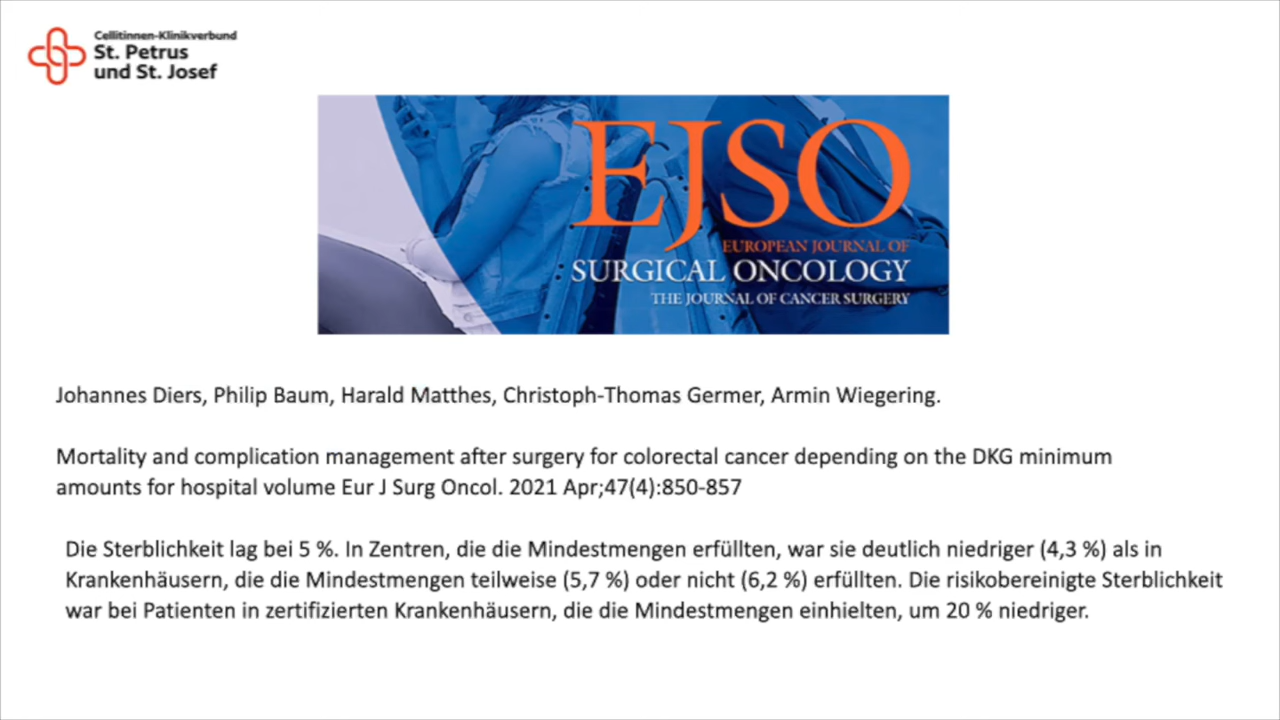 Cellitinnen-Klinikverbund
St. Petrus
und St. Josef
EJSO
EUROPEAN JOURNAL OF
SURGICAL ONCOLOGY
THE JOURNAL OF CANCER SURGERY
Johannes Diers, Philip Baum, Harald Matthes, Christoph-Thomas Germer, Armin Wiegering.
Mortality and complication management after surgery for colorectal cancer depending on the DKG minimum
amounts for hospital volume Eur J Surg Oncol. 2021 Apr;47(4):850-857
Die Sterblichkeit lag bei 5 %. In Zentren, die die Mindestmengen erfüllten, war sie deutlich niedriger (4,3 %) als in
Krankenhäusern, die die Mindestmengen teilweise (5,7 %) oder nicht (6,2 %) erfüllten. Die risikobereinigte Sterblichkeit
war bei Patienten in zertifizierten Krankenhäusern, die die Mindestmengen einhielten, um 20 % niedriger.